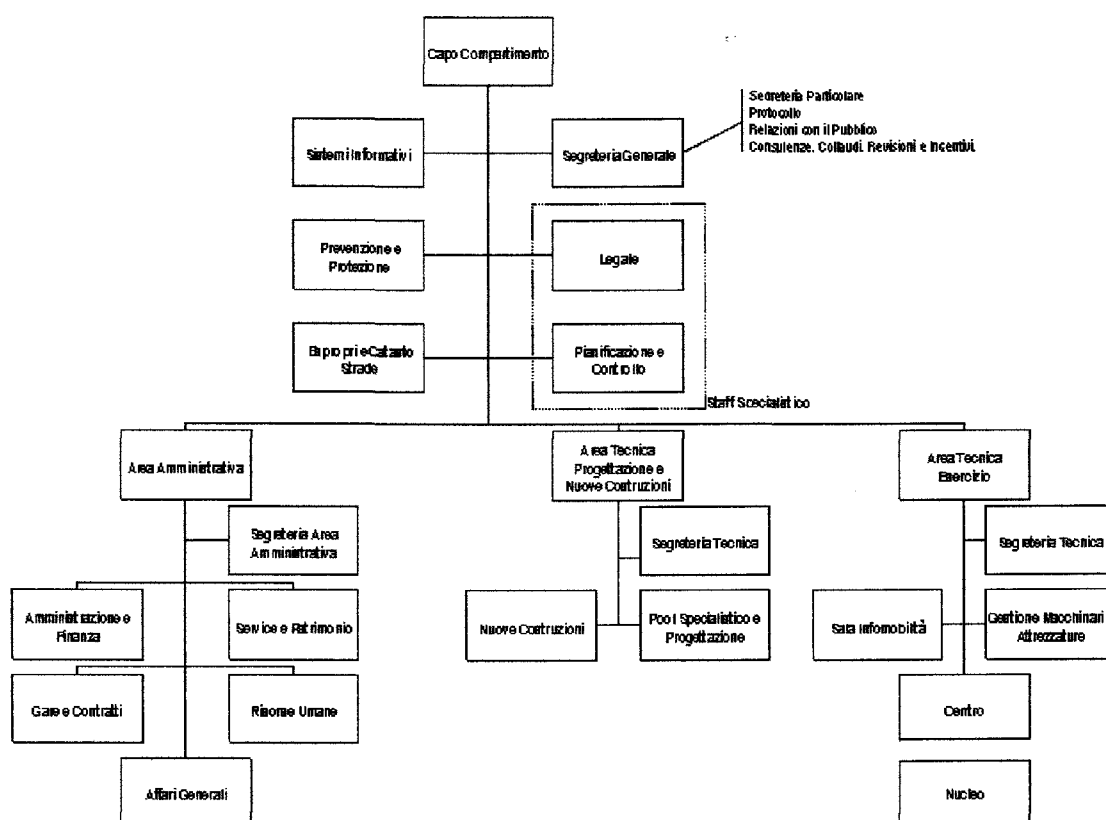 Capo Compartimento
Segreteria Particolare
Protocollo
Relazioni con il Pubblico
Consulenze, Collaudi, Revisioni e Incentivi.
Sistemi Informativi
Segreteria Generale
Prevenzione e
Protezione
Legale
Espropri e Catasto
Strade
Pianificazione e
Controllo
Staff Specialistico
Area Amministrativa
Area Tecnica
Progettazione e
Nuove Costruzioni
Area Tecnica
Esercizio
Segreteria Area
Amministrativa
Segreteria Tecnica
Segreteria Tecnica
Amministrazione e
Finanza
Service e Patrimonio
Nuove Costruzioni
Pool Specialistico e
Progettazione
Sala Infomobilità
Gestione Macchinari
Attrezzature
Gare e Contratti
Risorse Umane
Centro
Affari Generali
Nucleo